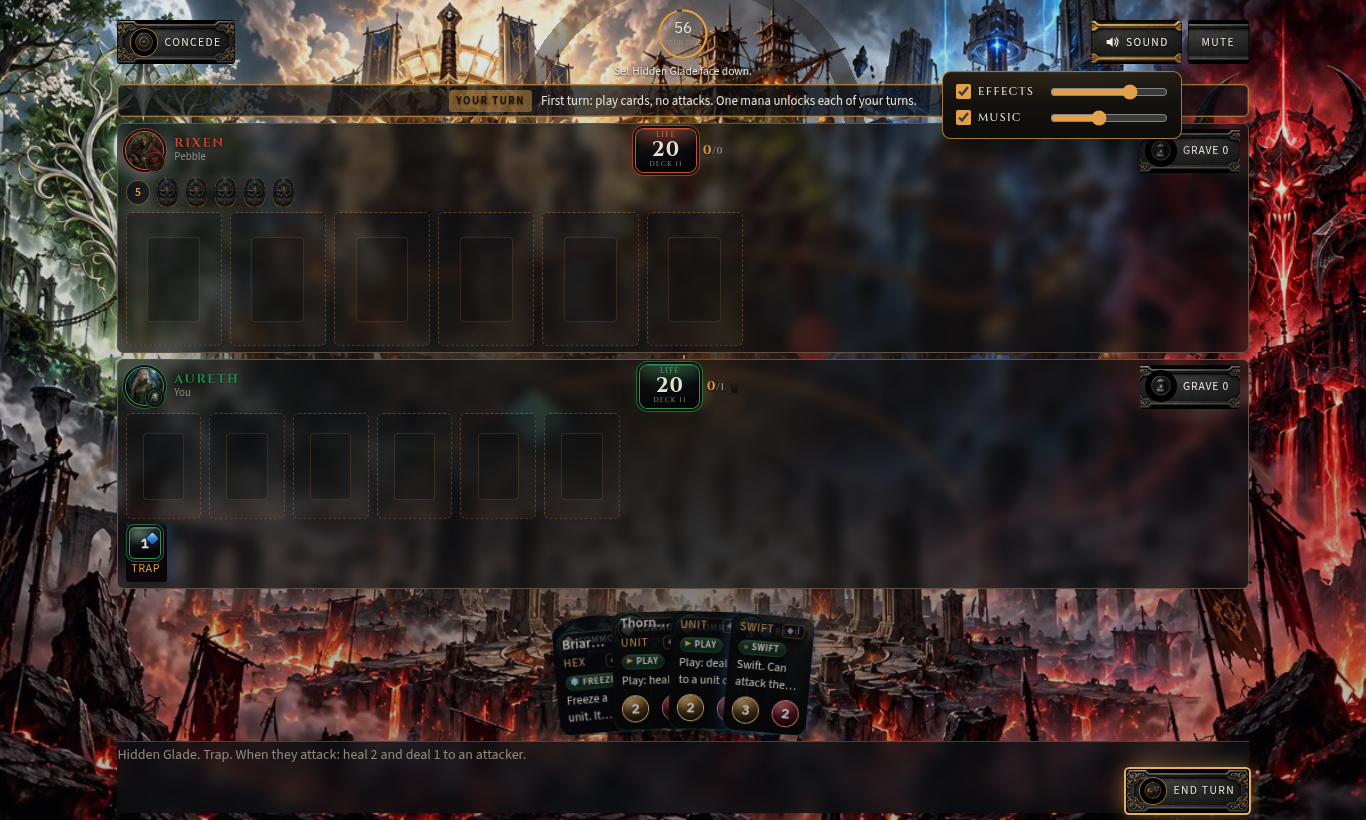 CONCEDE
56
SOUND
MUTE
Set Hidden Glade face down.
YOUR TURN
First turn: play cards, no attacks. One mana unlocks each of your turns.
EFFECTS
MUSIC
RIXEN
Pebble
LIFE
20
DECK 11
0/0
GRAVE 0
5
AURETH
You
LIFE
20
DECK 11
0/1
GRAVE 0
1
TRAP
Briar...
HEX
FREEZE
Freeze a
unit. It...
Thorn...
UNIT
PLAY
Play: heal
2
UNIT
PLAY
Play: deal
to a unit
2
SWIFT
SWIFT
Swift. Can
attack the...
3
2
Hidden Glade. Trap. When they attack: heal 2 and deal 1 to an attacker.
END TURN